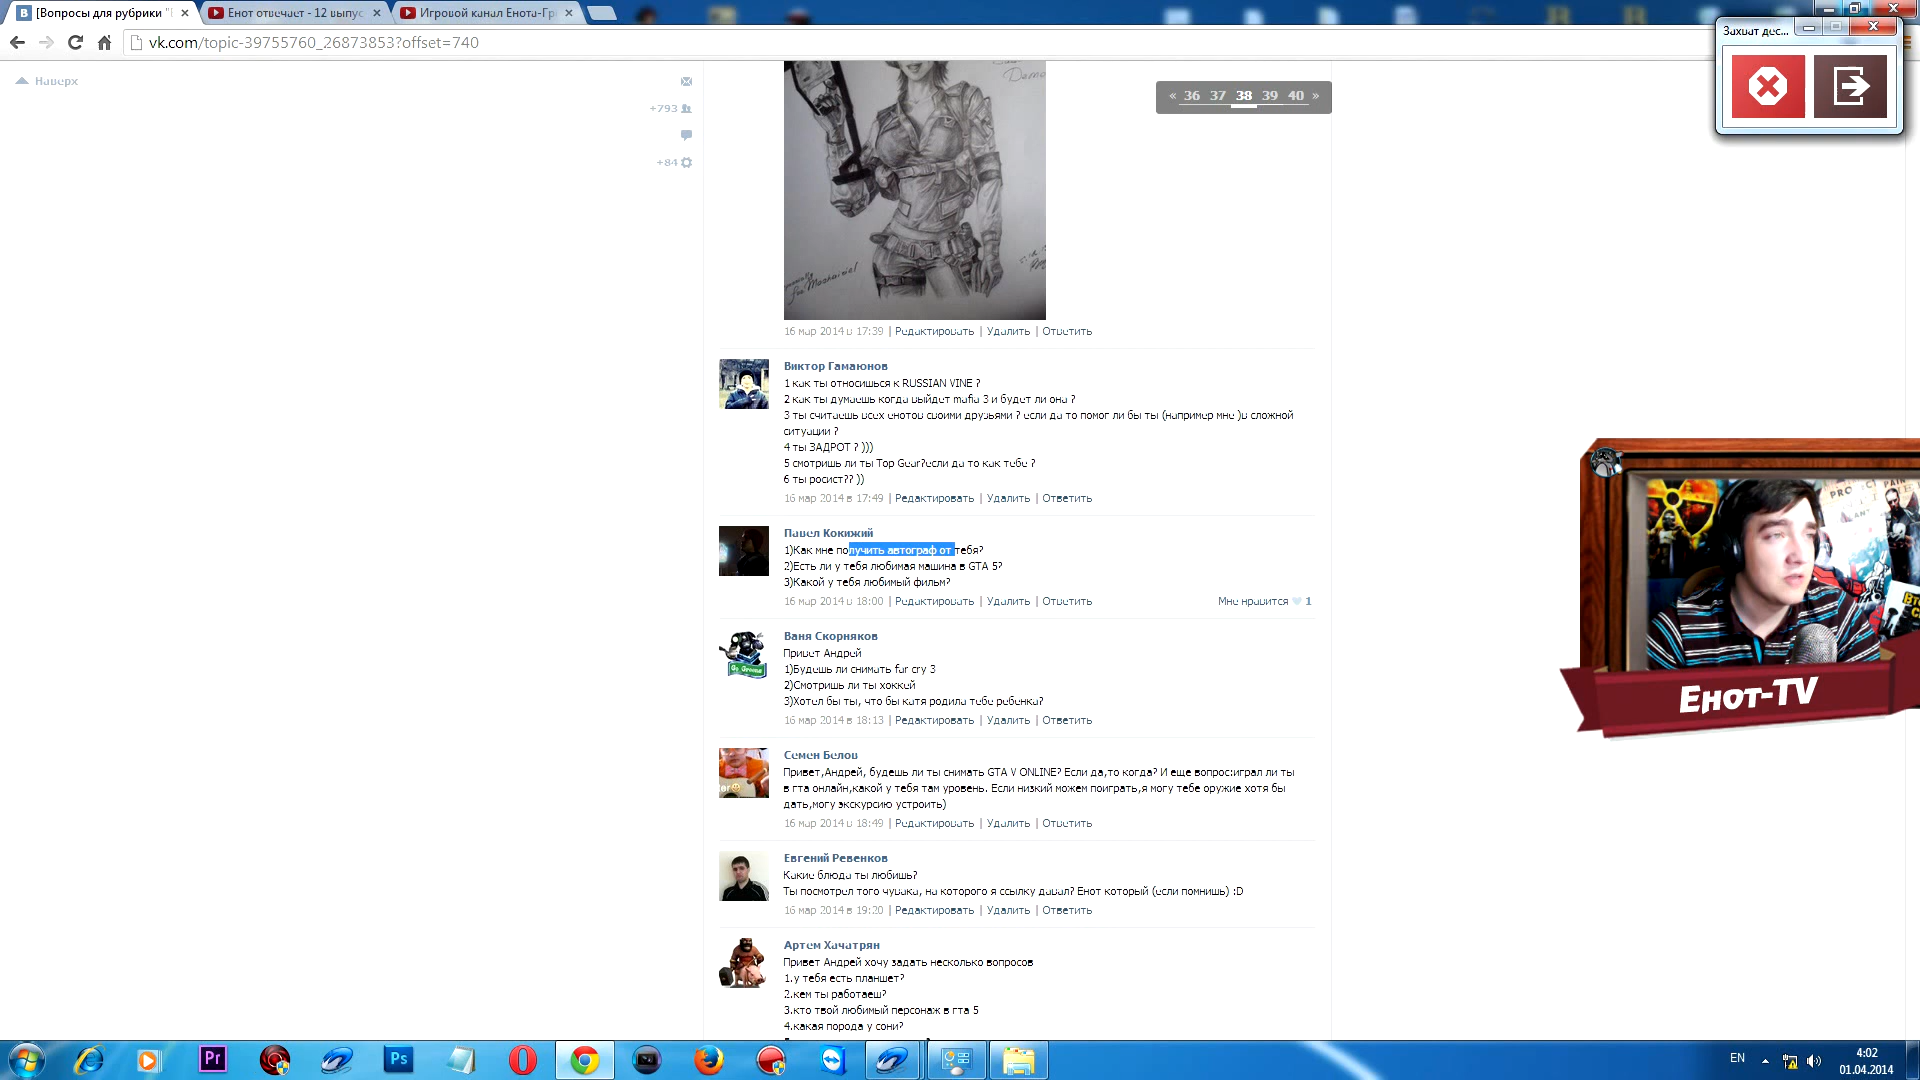 [Вопросы для рубрики "Е
Енот отвечает - 12 выпус
Игровой канал Енота-Гр
vk.com/topic-39755760_26873853?offset=740
Захват дес...
Наверх
+793
+84
« 36 37 38 39 40 »
16 мар 2014 в 17:39 | Редактировать | Удалить | Ответить
Виктор Гамаюнов
1 как ты относишься к RUSSIAN VINE ?
2 как ты думаешь когда выйдет mafia 3 и будет ли она ?
3 ты считаешь всех енотов своими друзьями ? если да то помог ли бы ты (например мне )в сложной
ситуации ?
4 ты ЗАДРОТ ? )))
5 смотришь ли ты Top Gear?если да то как тебе ?
6 ты росист?? ))
16 мар 2014 в 17:49 | Редактировать | Удалить | Ответить
Павел Кокижий
1)Как мне получить автограф от тебя?
2)Есть ли у тебя любимая машина в GTA 5?
3)Какой у тебя любимый фильм?
16 мар 2014 в 18:00 | Редактировать | Удалить | Ответить
Мне нравится 1
Ваня Скорняков
Привет Андрей
1)Будешь ли снимать far cry 3
2)Смотришь ли ты хоккей
3)Хотел бы ты, что бы катя родила тебе ребенка?
16 мар 2014 в 18:13 | Редактировать | Удалить | Ответить
Енот-TV
Семен Белов
Привет,Андрей, будешь ли ты снимать GTA V ONLINE? Если да,то когда? И еще вопрос:играл ли ты
в гта онлайн,какой у тебя там уровень. Если низкий можем поиграть,я могу тебе оружие хотя бы
дать,могу экскурсию устроить)
16 мар 2014 в 18:49 | Редактировать | Удалить | Ответить
Евгений Ревенков
Какие блюда ты любишь?
Ты посмотрел того чувака, на которого я ссылку давал? Енот который (если помнишь) :D
16 мар 2014 в 19:20 | Редактировать | Удалить | Ответить
Артем Хачатрян
Привет Андрей хочу задать несколько вопросов
1.у тебя есть планшет?
2.кем ты работаеш?
3.кто твой любимый персонаж в гта 5
4.какая порода у сони?
Pr
Ps
EN
4:02
01.04.2014